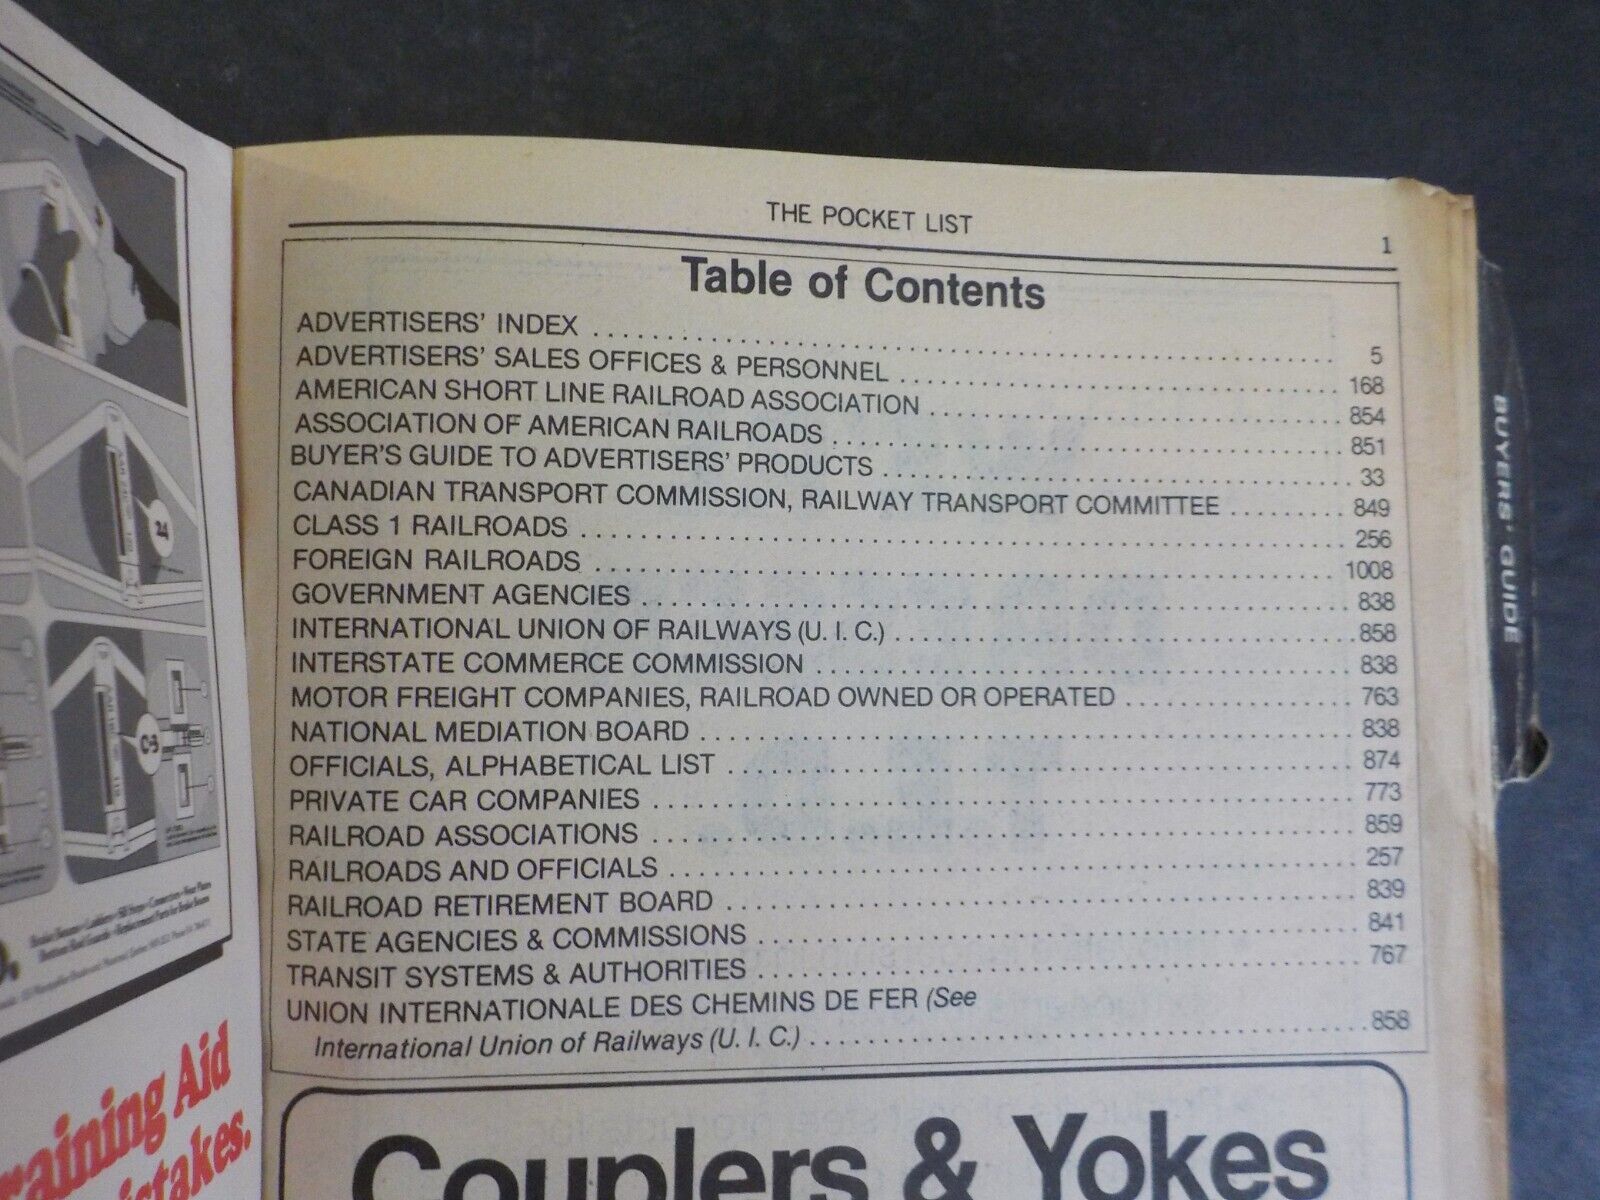 THE POCKET LIST
1
Table of Contents
ADVERTISERS' INDEX .......... 5
ADVERTISERS' SALES OFFICES & PERSONNEL .......... 168
AMERICAN SHORT LINE RAILROAD ASSOCIATION .......... 854
ASSOCIATION OF AMERICAN RAILROADS .......... 851
BUYER'S GUIDE TO ADVERTISERS' PRODUCTS .......... 33
CANADIAN TRANSPORT COMMISSION, RAILWAY TRANSPORT COMMITTEE ......... 849
CLASS 1 RAILROADS .......... 256
FOREIGN RAILROADS .......... 1008
GOVERNMENT AGENCIES .......... 838
INTERNATIONAL UNION OF RAILWAYS (U. I. C.) .......... 858
INTERSTATE COMMERCE COMMISSION .......... 838
MOTOR FREIGHT COMPANIES, RAILROAD OWNED OR OPERATED .......... 763
NATIONAL MEDIATION BOARD .......... 838
OFFICIALS, ALPHABETICAL LIST .......... 874
PRIVATE CAR COMPANIES .......... 773
RAILROAD ASSOCIATIONS .......... 859
RAILROADS AND OFFICIALS .......... 257
RAILROAD RETIREMENT BOARD .......... 839
STATE AGENCIES & COMMISSIONS .......... 841
TRANSIT SYSTEMS & AUTHORITIES .......... 767
UNION INTERNATIONALE DES CHEMINS DE FER (See
International Union of Railways (U. I. C.) .......... 858
Couplers & Yokes
BUYERS' GUIDE
24
C-3
raining Aid
istakes.